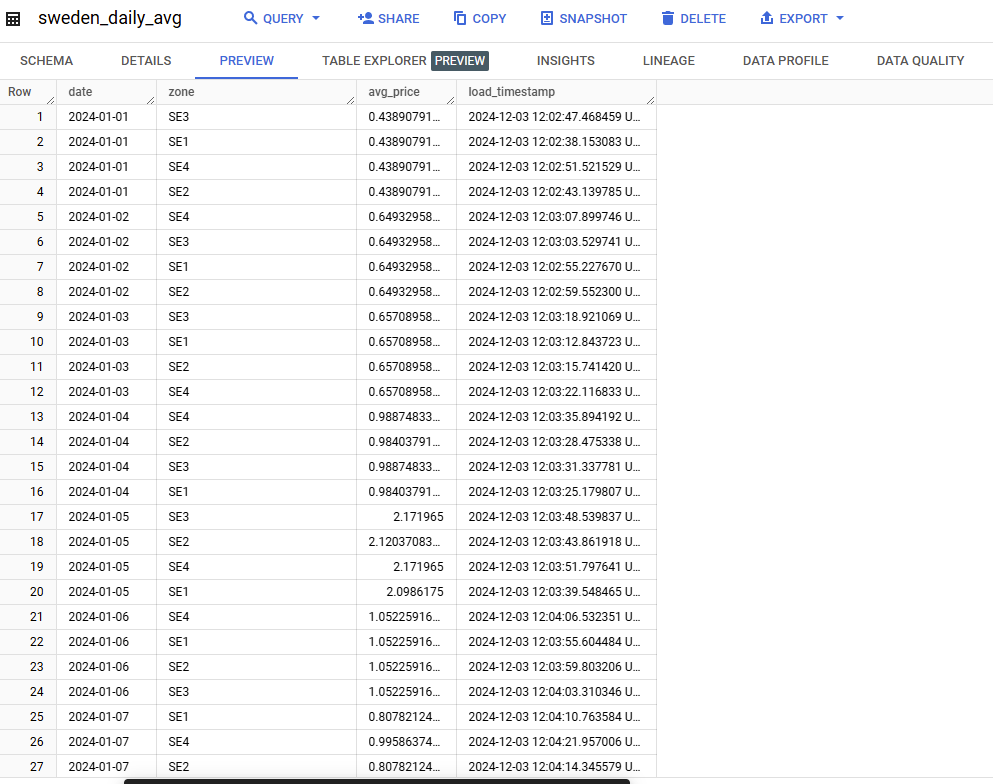 sweden_daily_avg QUERY SHARE COPY SNAPSHOT DELETE EXPORT
SCHEMA DETAILS PREVIEW TABLE EXPLORER PREVIEW INSIGHTS LINEAGE DATA PROFILE DATA QUALITY
Row date zone avg_price load_timestamp
1 2024-01-01 SE3 0.43890791... 2024-12-03 12:02:47.468459 U...
2 2024-01-01 SE1 0.43890791... 2024-12-03 12:02:38.153083 U...
3 2024-01-01 SE4 0.43890791... 2024-12-03 12:02:51.521529 U...
4 2024-01-01 SE2 0.43890791... 2024-12-03 12:02:43.139785 U...
5 2024-01-02 SE4 0.64932958... 2024-12-03 12:03:07.899746 U...
6 2024-01-02 SE3 0.64932958... 2024-12-03 12:03:03.529741 U...
7 2024-01-02 SE1 0.64932958... 2024-12-03 12:02:55.227670 U...
8 2024-01-02 SE2 0.64932958... 2024-12-03 12:02:59.552300 U...
9 2024-01-03 SE3 0.65708958... 2024-12-03 12:03:18.921069 U...
10 2024-01-03 SE1 0.65708958... 2024-12-03 12:03:12.843723 U...
11 2024-01-03 SE2 0.65708958... 2024-12-03 12:03:15.741420 U...
12 2024-01-03 SE4 0.65708958... 2024-12-03 12:03:22.116833 U...
13 2024-01-04 SE4 0.98874833... 2024-12-03 12:03:35.894192 U...
14 2024-01-04 SE2 0.98403791... 2024-12-03 12:03:28.475338 U...
15 2024-01-04 SE3 0.98874833... 2024-12-03 12:03:31.337781 U...
16 2024-01-04 SE1 0.98403791... 2024-12-03 12:03:25.179807 U...
17 2024-01-05 SE3 2.171965 2024-12-03 12:03:48.539837 U...
18 2024-01-05 SE2 2.12037083... 2024-12-03 12:03:43.861918 U...
19 2024-01-05 SE4 2.171965 2024-12-03 12:03:51.797641 U...
20 2024-01-05 SE1 2.0986175 2024-12-03 12:03:39.548465 U...
21 2024-01-06 SE4 1.05225916... 2024-12-03 12:04:06.532351 U...
22 2024-01-06 SE1 1.05225916... 2024-12-03 12:03:55.604484 U...
23 2024-01-06 SE2 1.05225916... 2024-12-03 12:03:59.803206 U...
24 2024-01-06 SE3 1.05225916... 2024-12-03 12:04:03.310346 U...
25 2024-01-07 SE1 0.80782124... 2024-12-03 12:04:10.763584 U...
26 2024-01-07 SE4 0.99586374... 2024-12-03 12:04:21.957006 U...
27 2024-01-07 SE2 0.80782124... 2024-12-03 12:04:14.345579 U...